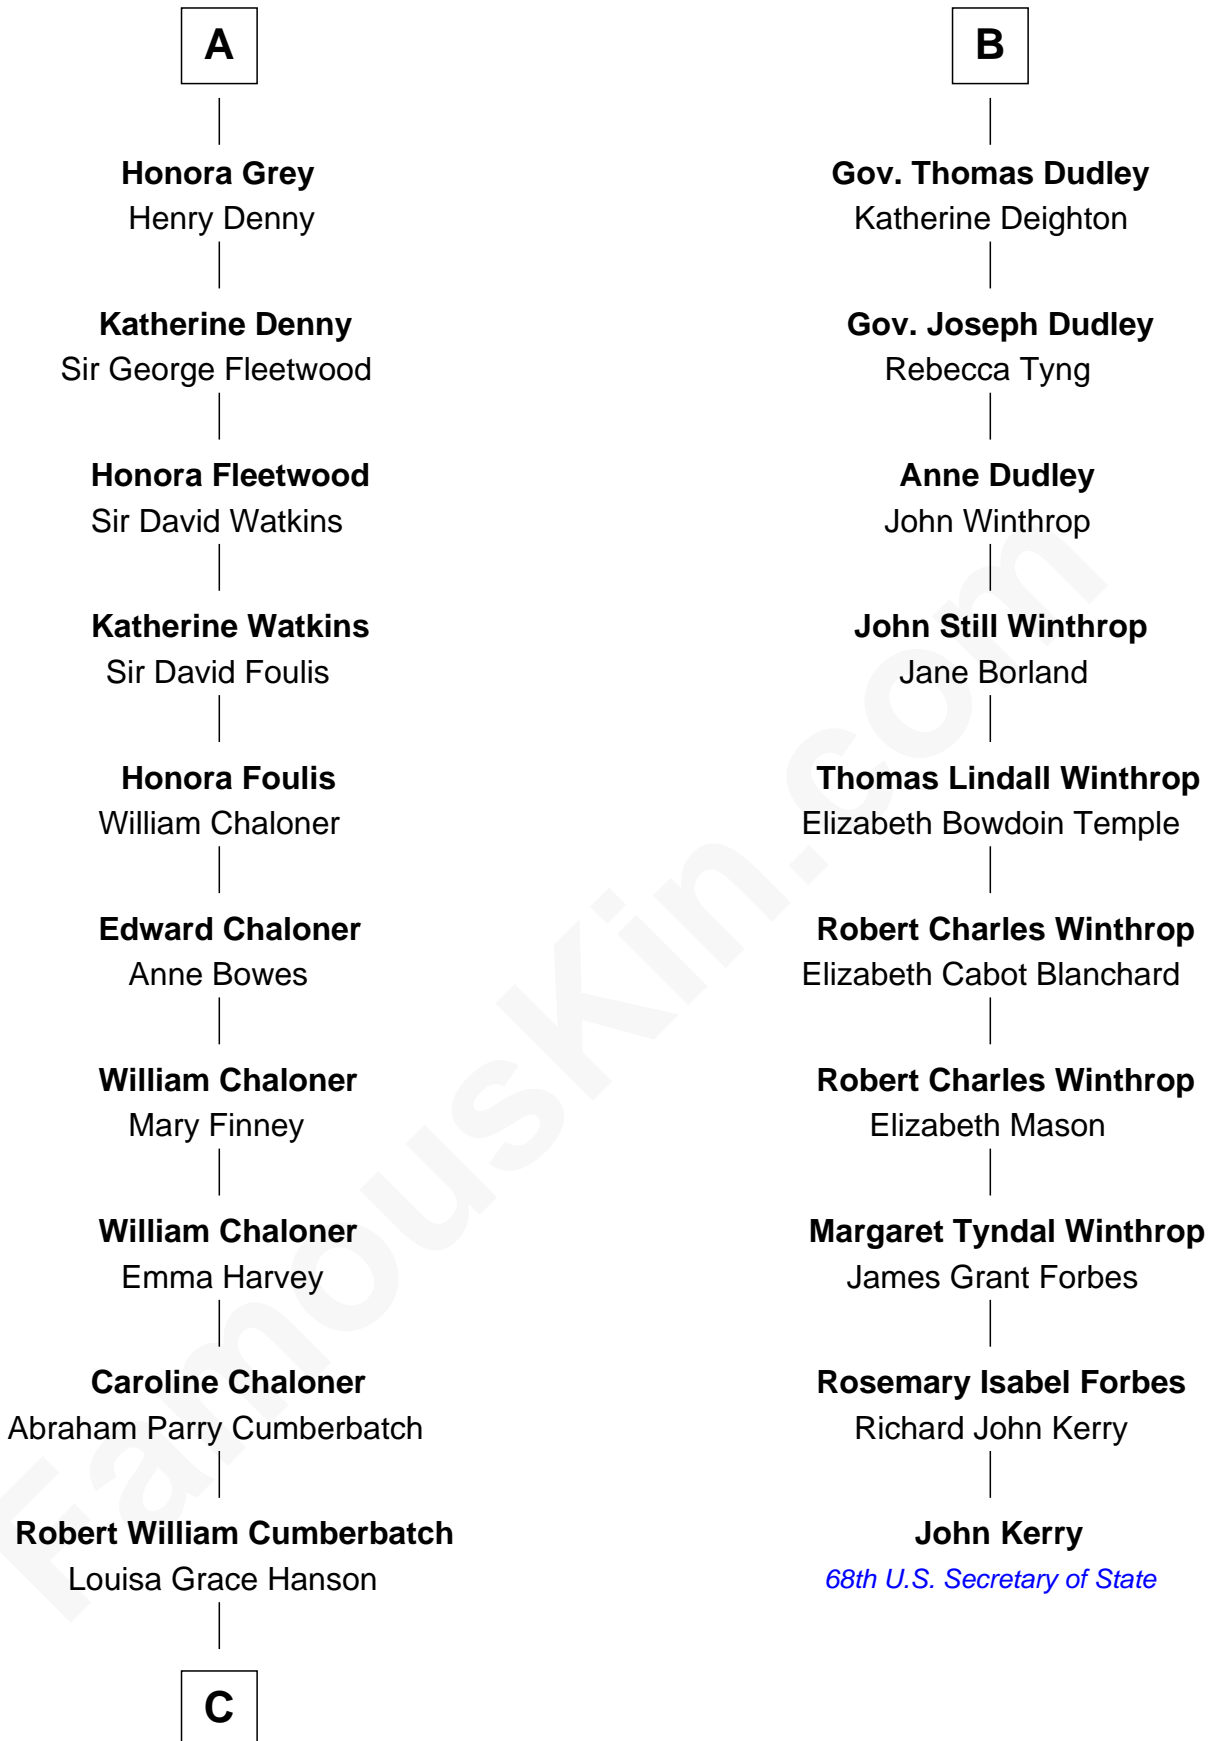 A
Honora Grey
Henry Denny
Katherine Denny
Sir George Fleetwood
Honora Fleetwood
Sir David Watkins
Katherine Watkins
Sir David Foulis
Honora Foulis
William Chaloner
Edward Chaloner
Anne Bowes
William Chaloner
Mary Finney
William Chaloner
Emma Harvey
Caroline Chaloner
Abraham Parry Cumberbatch
Robert William Cumberbatch
Louisa Grace Hanson
C
B
Gov. Thomas Dudley
Katherine Deighton
Gov. Joseph Dudley
Rebecca Tyng
Anne Dudley
John Winthrop
John Still Winthrop
Jane Borland
Thomas Lindall Winthrop
Elizabeth Bowdoin Temple
Robert Charles Winthrop
Elizabeth Cabot Blanchard
Robert Charles Winthrop
Elizabeth Mason
Margaret Tyndal Winthrop
James Grant Forbes
Rosemary Isabel Forbes
Richard John Kerry
John Kerry
68th U.S. Secretary of State
FamousKin.com